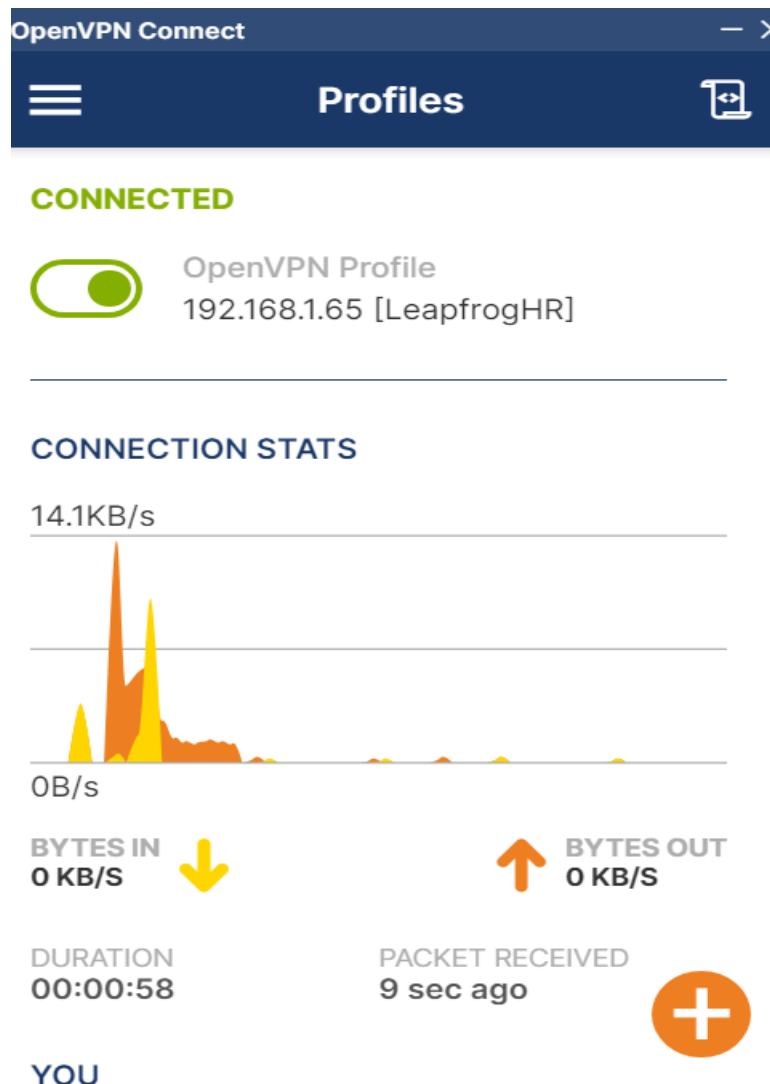 OpenVPN Connect
Profiles
CONNECTED
OpenVPN Profile
192.168.1.65 [LeapfrogHR]
CONNECTION STATS
14.1KB/s
0B/s
BYTES IN
0 KB/S
BYTES OUT
0 KB/S
DURATION
00:00:58
PACKET RECEIVED
9 sec ago
YOU